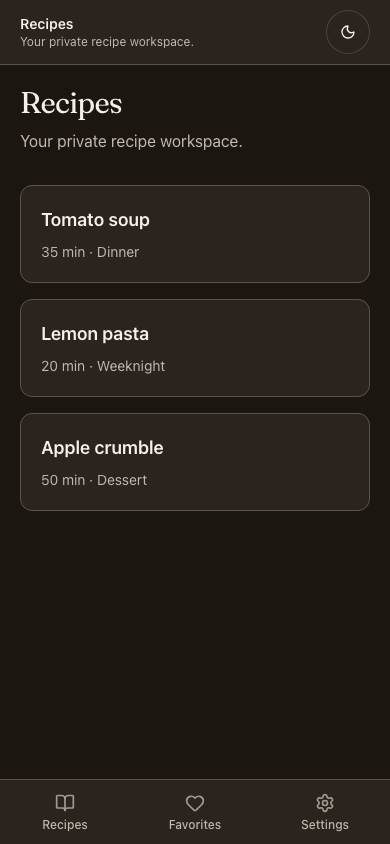 Recipes
Your private recipe workspace.
Recipes
Your private recipe workspace.
Tomato soup
35 min · Dinner
Lemon pasta
20 min · Weeknight
Apple crumble
50 min · Dessert
Recipes
Favorites
Settings